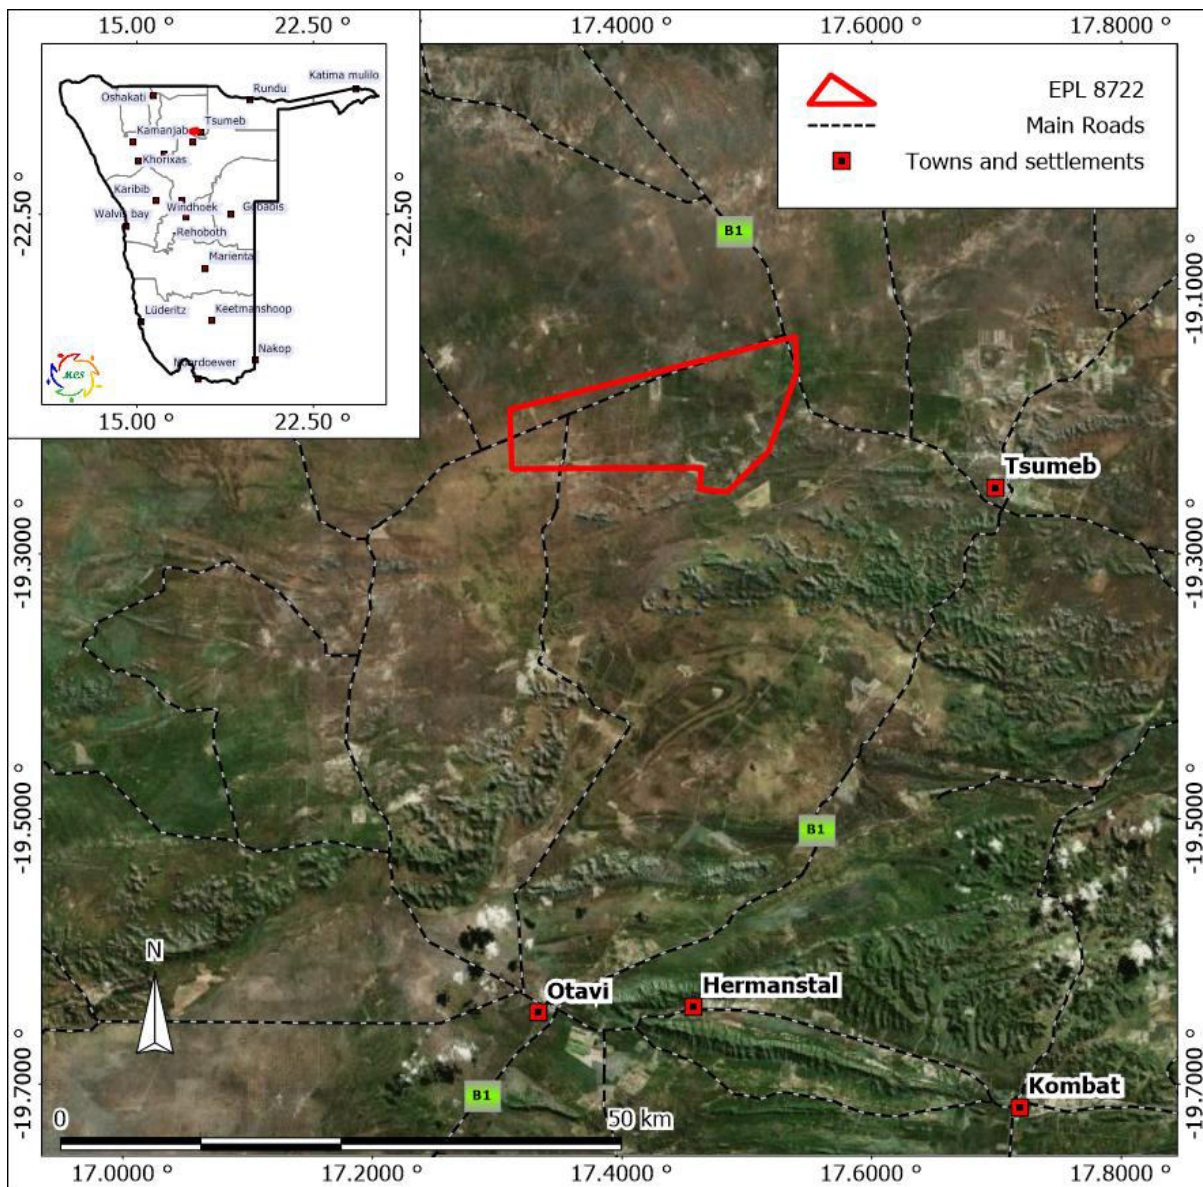 15.00
22.50 °
17.4000 °
17.6000 °
17.8000 °
EPL 8722
Main Roads
Towns and settlements
Katima mulilo
Rundu
Oshakati
Tsumeb
Kamanjab
Khorixas
Karibib
Windhoek
Gobabis
Walvis bay
Rehoboth
Mariental
Lüderitz
Keetmanshoop
Nakop
Noordoewer
MCS
-22.50 °
-22.50 °
15.00
22.50 °
B1
-19.1000 °
Tsumeb
-19.3000 °
-19.3000 °
B1
-19.5000 °
-19.5000 °
N
Otavi
Hermanstal
Kombat
B1
-19.7000 °
-19.7000 °
0
50 km
17.0000 °
17.2000 °
17.4000 °
17.6000 °
17.8000 °